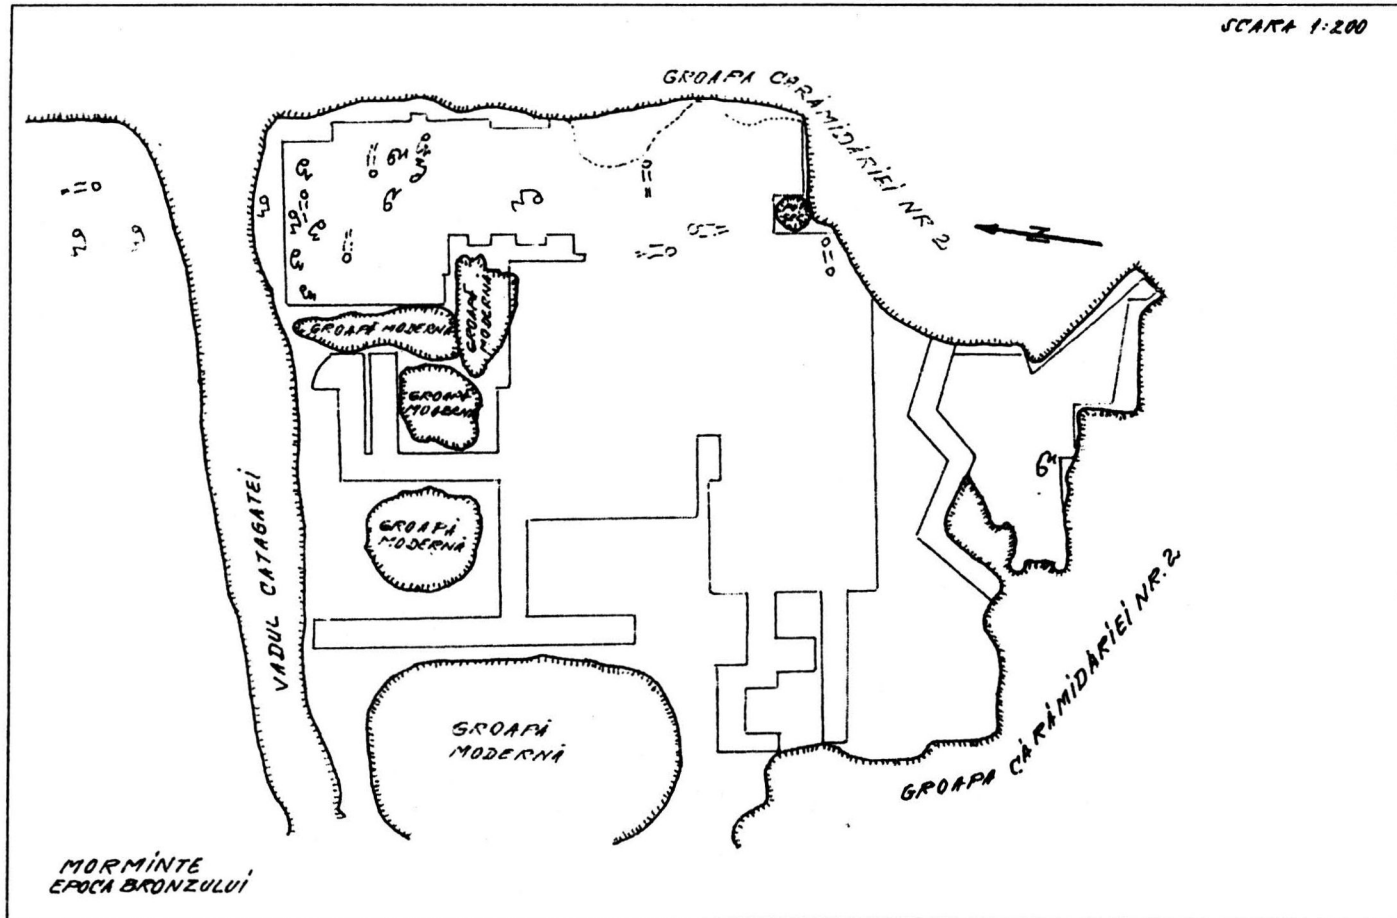 SCARA 1:200
GROAPA CARĂMIDĂRIEI NR 2
N
GROAPĂ MODERNĂ
GROAPĂ
MODERNĂ
GROAPĂ
MODERNĂ
GROAPĂ
MODERNĂ
VADUL CATAGATEI
GROAPĂ
MODERNĂ
GROAPA CĂRĂMIDĂRIEI NR. 2
MORMINTE
EPOCA BRONZULUI